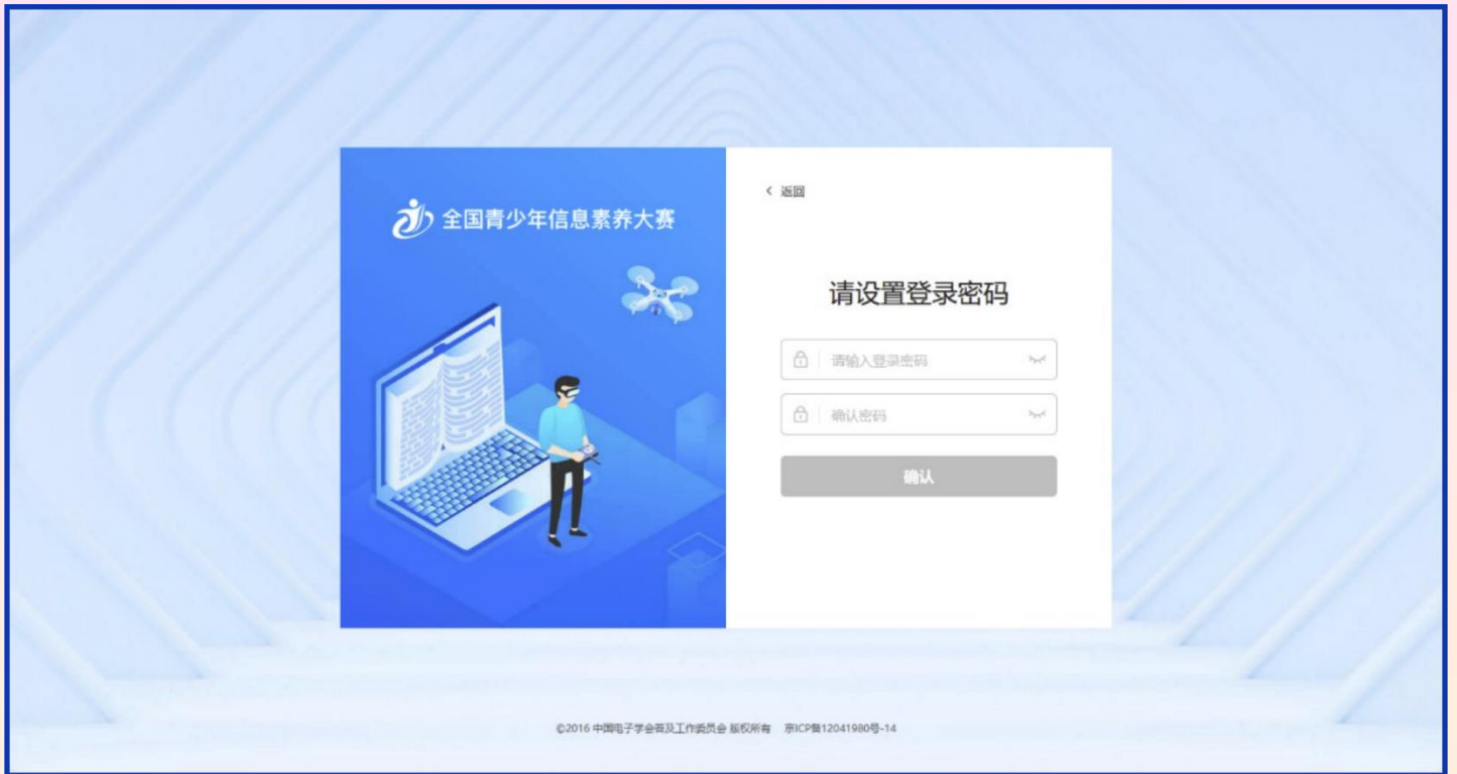 全国青少年信息素养大赛
返回
请设置登录密码
请输入登录密码
确认密码
确认
©2016 中国电子学会普及工作委员会 版权所有 京ICP备12041980号-14